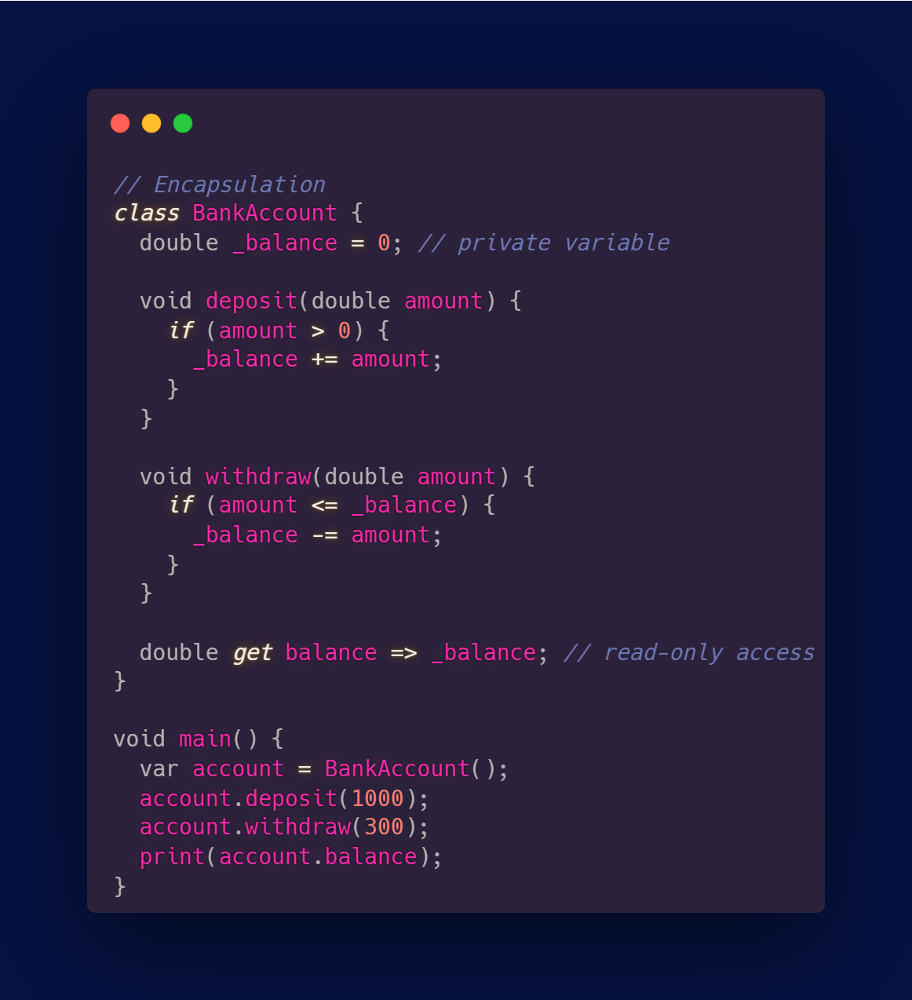 // Encapsulation
class BankAccount {
  double _balance = 0; // private variable

  void deposit(double amount) {
    if (amount > 0) {
      _balance += amount;
    }
  }

  void withdraw(double amount) {
    if (amount <= _balance) {
      _balance -= amount;
    }
  }

  double get balance => _balance; // read-only access
}

void main() {
  var account = BankAccount();
  account.deposit(1000);
  account.withdraw(300);
  print(account.balance);
}